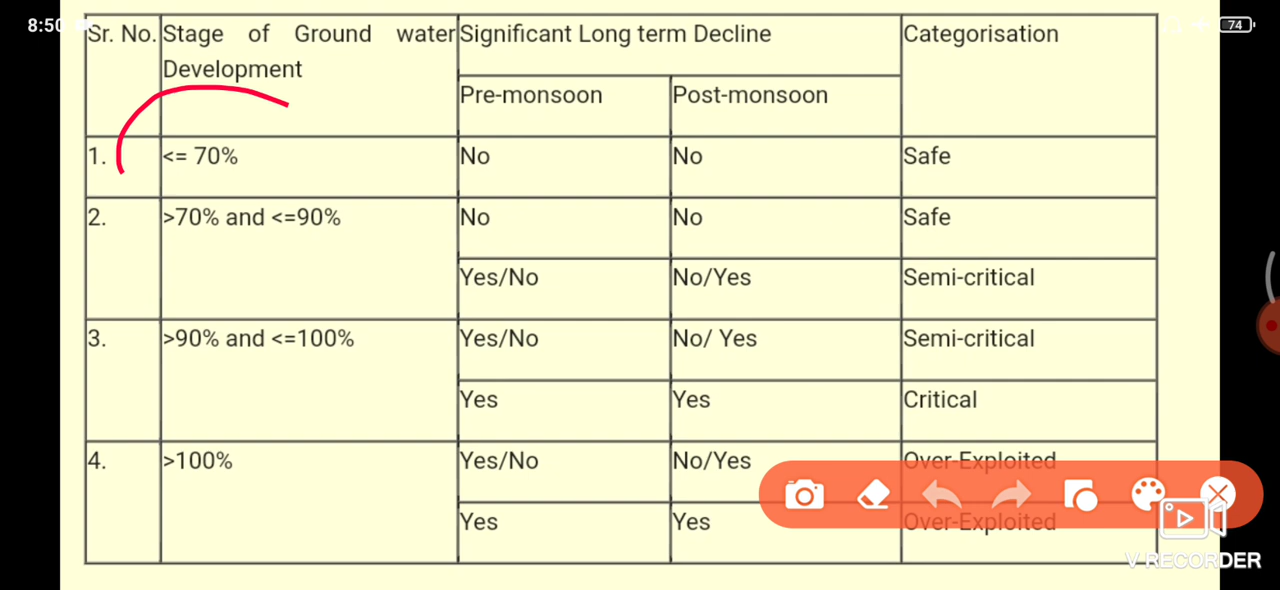 8:50
74
Sr. No. Stage of Ground water Development Significant Long term Decline Categorisation
Pre-monsoon Post-monsoon
1. <= 70% No No Safe
2. >70% and <=90% No No Safe
Yes/No No/Yes Semi-critical
3. >90% and <=100% Yes/No No/ Yes Semi-critical
Yes Yes Critical
4. >100% Yes/No No/Yes Over-Exploited
Yes Yes Over-Exploited
V RECORDER